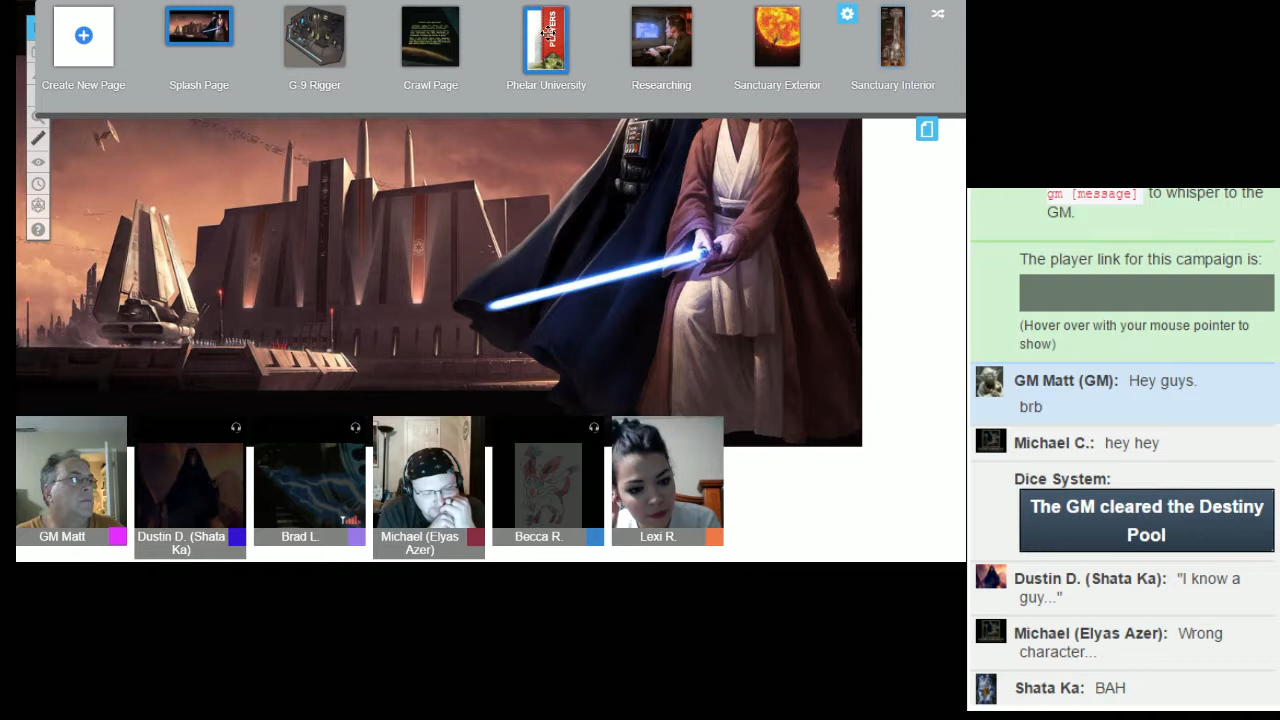 PLAYERS
Create New Page
Splash Page
G-9 Rigger
Crawl Page
Phelar University
Researching
Sanctuary Exterior
Sanctuary Interior
gm [message] to whisper to the
GM.
The player link for this campaign is:
(Hover over with your mouse pointer to
show)
GM Matt (GM): Hey guys.
brb
Michael C.: hey hey
Dice System:
The GM cleared the Destiny
Pool
Dustin D. (Shata Ka): "I know a
guy..."
Michael (Elyas Azer): Wrong
character...
Shata Ka: BAH
GM Matt
Dustin D. (Shata
Ka)
Brad L.
Michael (Elyas
Azer)
Becca R.
Lexi R.